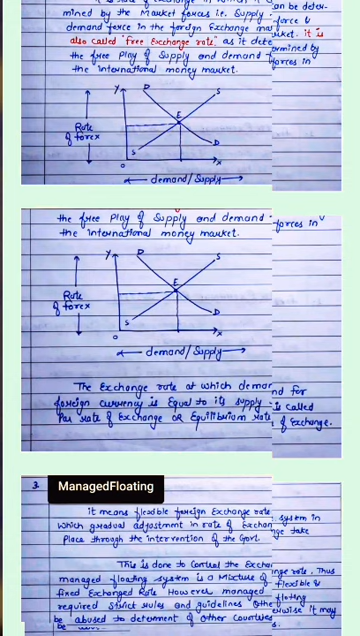 mined by the Market forces i.e. Supply - force &
demand force in the foreign Exchange market. it is
also called 'free Exchange rate' as it determined by
the free Play of Supply and demand forces in
the international money market.
Y
D
S
Rate
of forex
E
S
D
O
X
demand/Supply
the free Play of Supply and demand - forces in
the international money market.
Y
D
S
Rate
of forex
E
S
D
O
X
demand/Supply
The Exchange rate at which demand for
foreign currency is Equal to its supply - is called
Par rate of Exchange OR Equilibrium rate of Exchange.
3 ManagedFloating
it means flexible foreign Exchange rate system in
which gradual adjustment in rate of Exchange take
Place through the intervention of the Govt.
This is done to Control the Exchange rate. Thus
managed floating system is a Mixture of flexible &
fixed Exchanged Rate However managed floting
required strict rules and guidelines otherwise it may
be abused to determent of other Countries